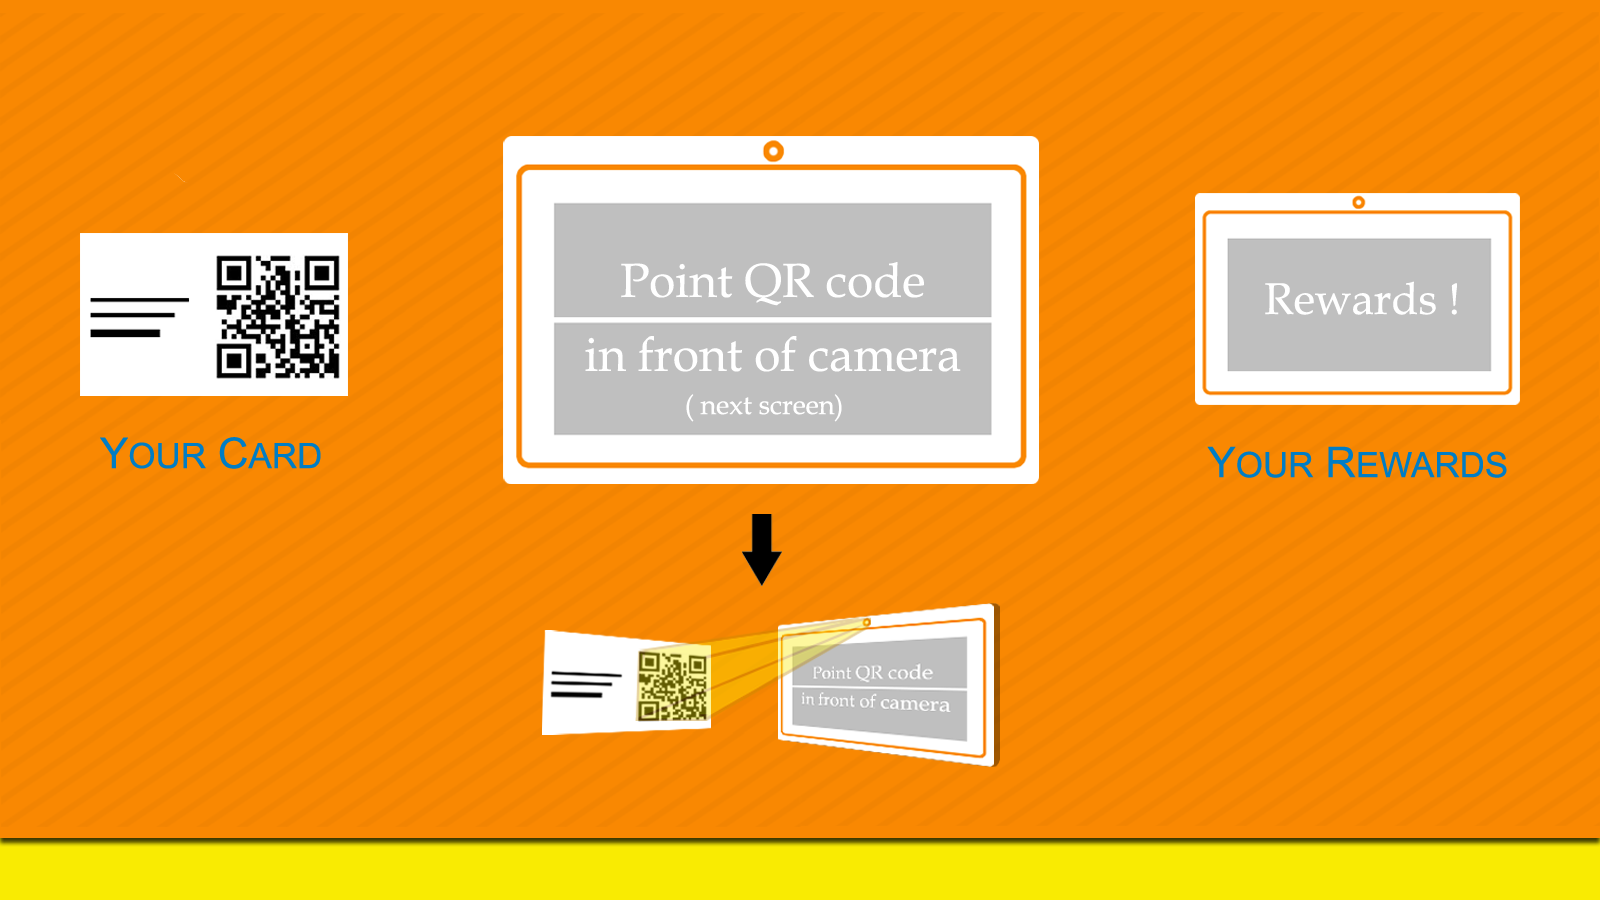 Point QR code
in front of camera
( next screen)
Rewards !
YOUR CARD
YOUR REWARDS
Point QR code
in front of camera